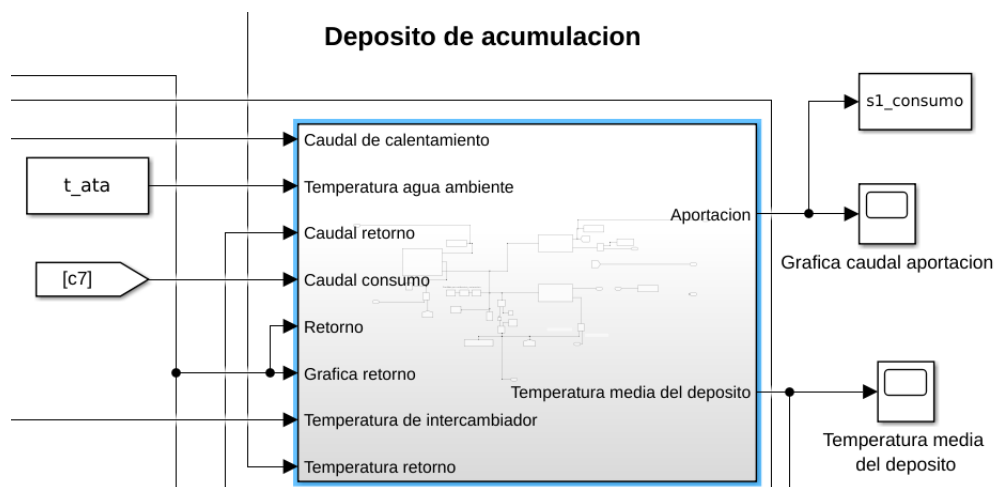 Deposito de acumulacion
s1_consumo
Caudal de calentamiento
t_ata
Temperatura agua ambiente
Aportacion
Caudal retorno
Grafica caudal aportacion
[c7]
Caudal consumo
Retorno
Grafica retorno
Temperatura media del deposito
Temperatura de intercambiador
Temperatura media
del deposito
Temperatura retorno